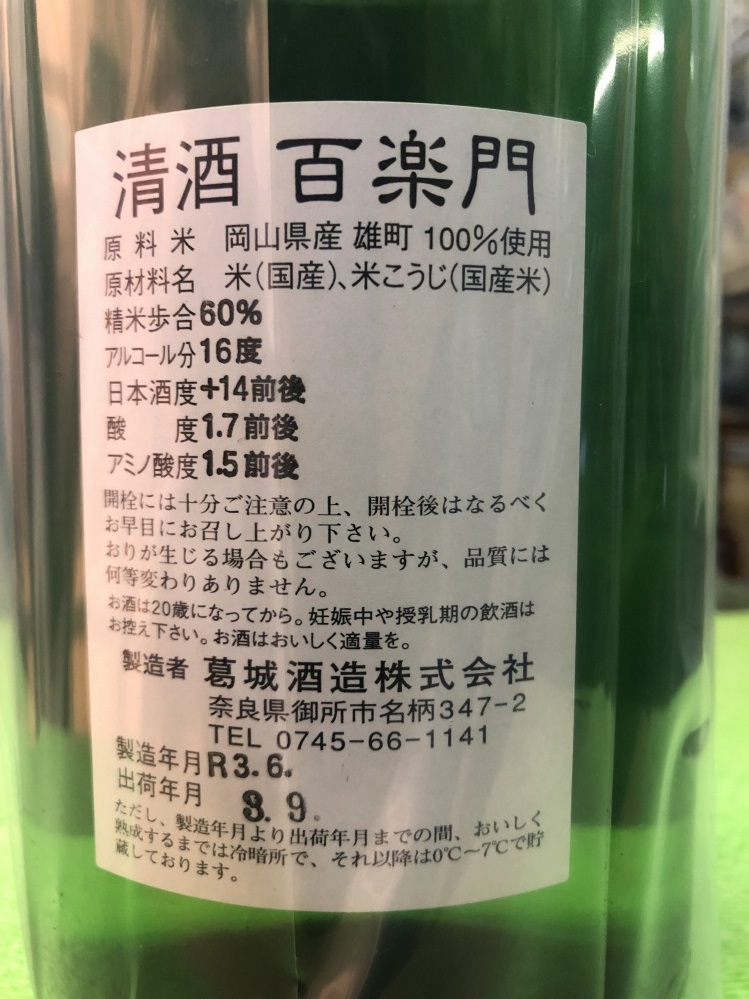 清酒 百楽門
原料米 岡山県産 雄町 100%使用
原材料名 米(国産)、米こうじ(国産米)
精米歩合60%
アルコール分16度
日本酒度+14前後
酸度1.7前後
アミノ酸度1.5前後
開栓には十分ご注意の上、開栓後はなるべく
お早目にお召し上がり下さい。
おりが生じる場合もございますが、品質には
何等変わりありません。
お酒は20歳になってから。妊娠中や授乳期の飲酒は
お控え下さい。お酒はおいしく適量を。
製造者 葛城酒造株式会社
奈良県御所市名柄347-2
TEL 0745-66-1141
製造年月R3.6.
出荷年月 3.9.
ただし、製造年月より出荷年月までの間、おいしく
熟成するまでは冷暗所で、それ以降は0℃~7℃で貯
蔵しております。